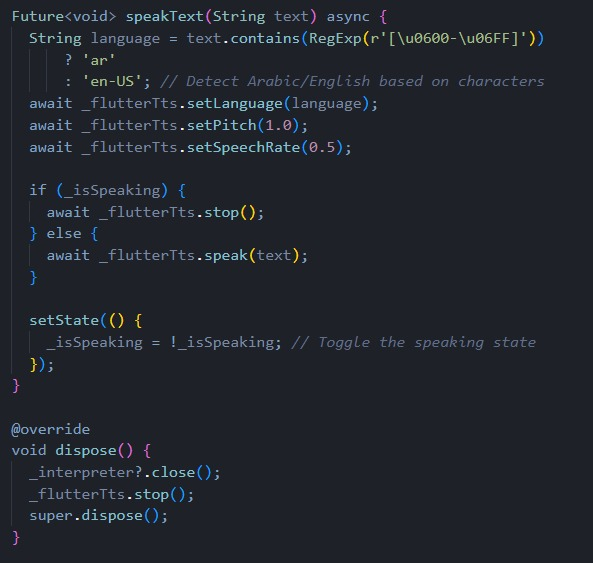 Future<void> speakText(String text) async {
  String language = text.contains(RegExp(r'[\u0600-\u06FF]'))
      ? 'ar'
      : 'en-US'; // Detect Arabic/English based on characters
  await _flutterTts.setLanguage(language);
  await _flutterTts.setPitch(1.0);
  await _flutterTts.setSpeechRate(0.5);

  if (_isSpeaking) {
    await _flutterTts.stop();
  } else {
    await _flutterTts.speak(text);
  }

  setState(() {
    _isSpeaking = !_isSpeaking; // Toggle the speaking state
  });
}

@override
void dispose() {
  _interpreter?.close();
  _flutterTts.stop();
  super.dispose();
}